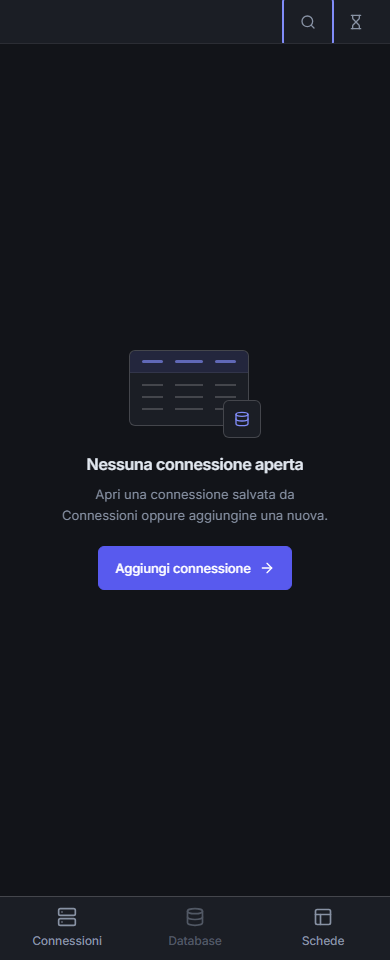 Nessuna connessione aperta
Apri una connessione salvata da
Connessioni oppure aggiungine una nuova.
Aggiungi connessione
Connessioni
Database
Schede